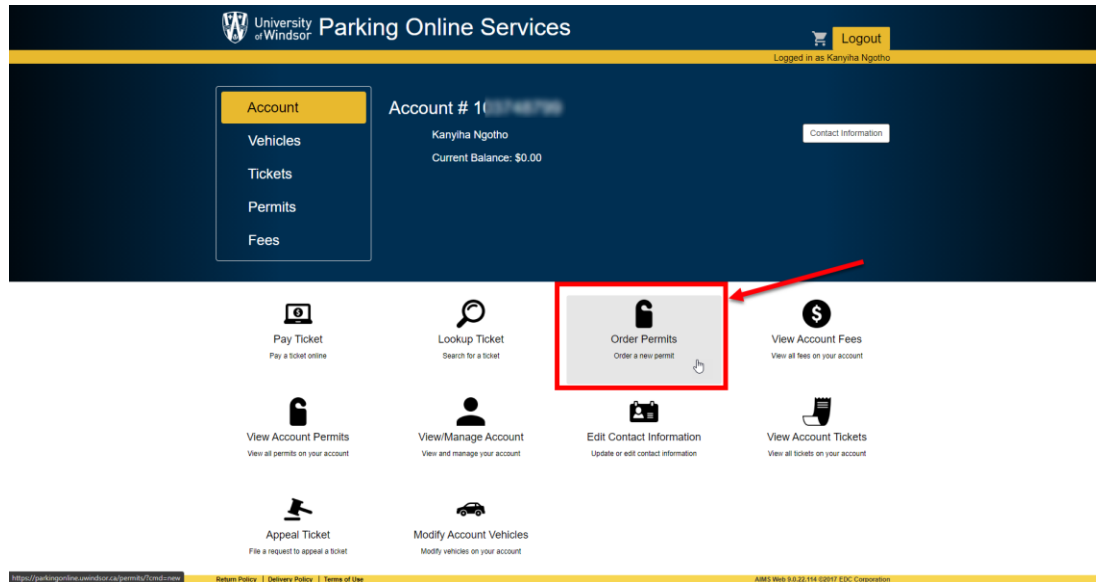 University of Windsor Parking Online Services
Logout
Logged in as Kanyiha Ngotho
Account
Vehicles
Tickets
Permits
Fees
Account # 1
Kanyiha Ngotho
Current Balance: $0.00
Contact Information
Pay Ticket
Pay a ticket online
Lookup Ticket
Search for a ticket
Order Permits
Order a new permit
View Account Fees
View all fees on your account
View Account Permits
View all permits on your account
View/Manage Account
View and manage your account
Edit Contact Information
Update or edit contact information
View Account Tickets
View all tickets on your account
Appeal Ticket
File a request to appeal a ticket
Modify Account Vehicles
Modify vehicles on your account
https://parkingonline.uwindsor.ca/permits/?cmd=new
Return Policy | Delivery Policy | Terms of Use
AIMS Web 9.0.22.114 ©2017 EDC Corporation